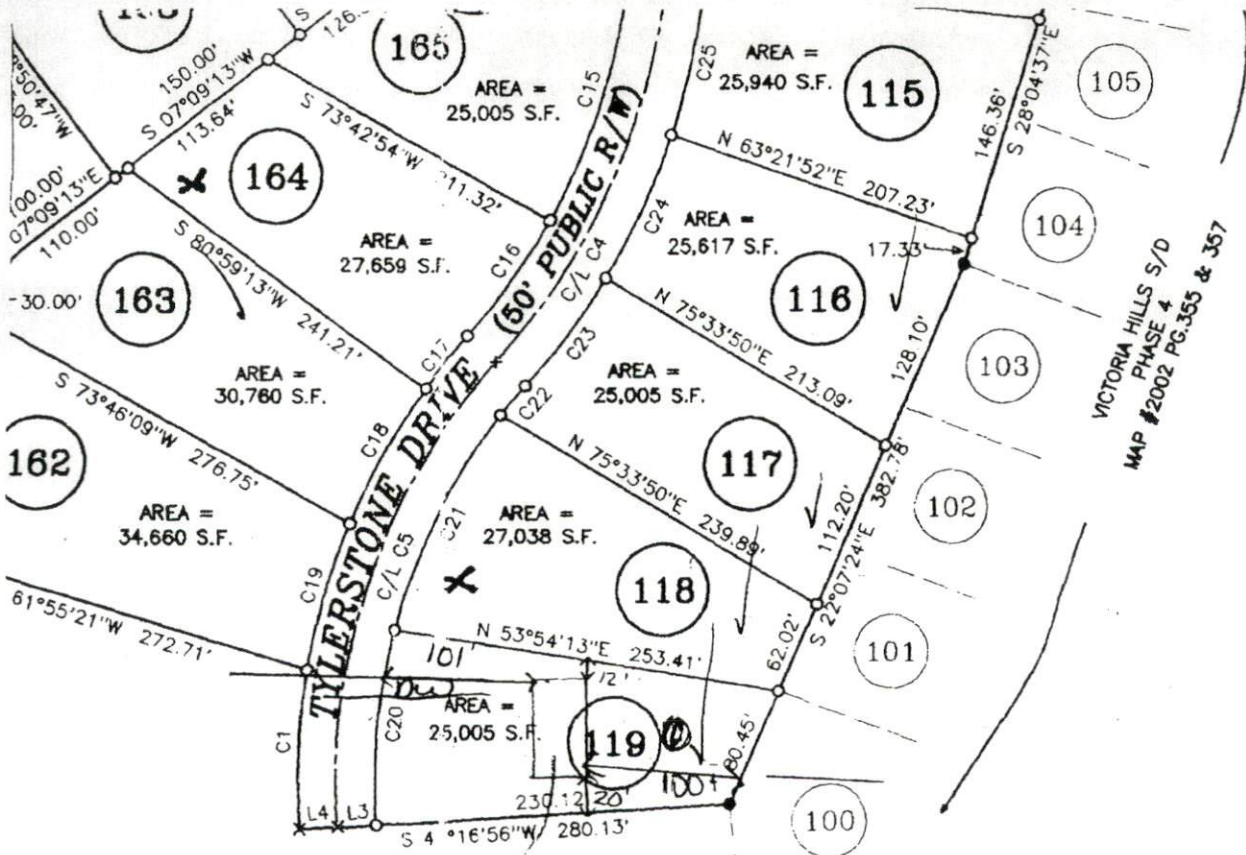 150.00'
S 07°09'13"W
113.64'
100.00'
07°09'13"E
110.00'
164
165
AREA =
25,005 S.F.
S 73°42'54"W
C15
C25
AREA =
25,940 S.F.
115
105
146.36'
S 28°04'37"E
N 63°21'52"E 207.23'
104
AREA =
27,659 S.F.
C16
(50' PUBLIC R/W)
C/L C4
C24
AREA =
25,617 S.F.
17.33'
116
S 80°59'13"W 241.21'
163
30.00'
AREA =
30,760 S.F.
C17
C23
N 75°33'50"E 213.09'
128.10'
103
VICTORIA HILLS S/D
PHASE 4
MAP #2002 PG.355 & 357
S 73°46'09"W 276.75'
C18
TYLERSTONE DRIVE
C22
AREA =
25,005 S.F.
117
162
AREA =
34,660 S.F.
C21
C/L C5
AREA =
27,038 S.F.
N 75°33'50"E 239.89'
112.20'
S 22°07'24"E 382.78'
102
118
C19
61°55'21"W 272.71'
N 53°54'13"E 253.41'
62.02'
101
101'
AREA =
25,005 S.F.
C20
119
80.45'
C1
L4
L3
230.12
20'
100'
S 4 °16'56"W 280.13'
100